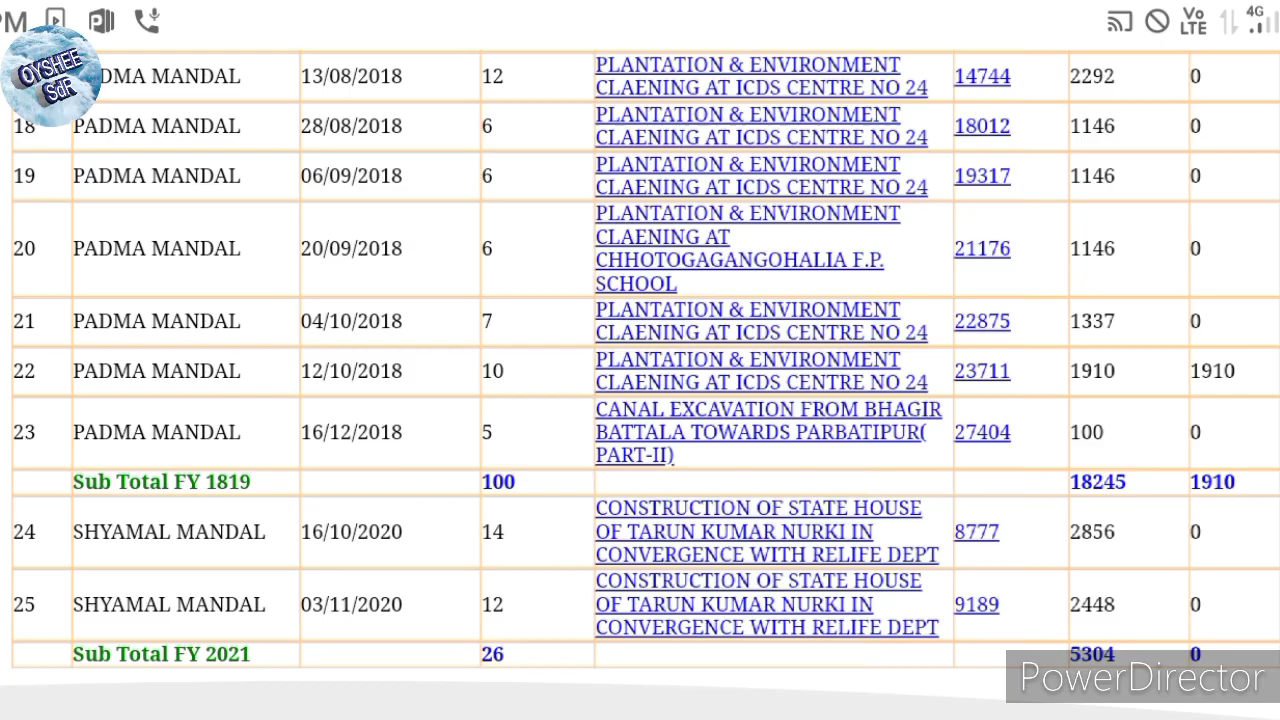 PM
Vo
LTE
4G
OYSHEE
SdR
DMA MANDAL 13/08/2018 12 PLANTATION & ENVIRONMENT CLAENING AT ICDS CENTRE NO 24 14744 2292 0
18 PADMA MANDAL 28/08/2018 6 PLANTATION & ENVIRONMENT CLAENING AT ICDS CENTRE NO 24 18012 1146 0
19 PADMA MANDAL 06/09/2018 6 PLANTATION & ENVIRONMENT CLAENING AT ICDS CENTRE NO 24 19317 1146 0
20 PADMA MANDAL 20/09/2018 6 PLANTATION & ENVIRONMENT CLAENING AT CHHOTOGAGANGOHALIA F.P. SCHOOL 21176 1146 0
21 PADMA MANDAL 04/10/2018 7 PLANTATION & ENVIRONMENT CLAENING AT ICDS CENTRE NO 24 22875 1337 0
22 PADMA MANDAL 12/10/2018 10 PLANTATION & ENVIRONMENT CLAENING AT ICDS CENTRE NO 24 23711 1910 1910
23 PADMA MANDAL 16/12/2018 5 CANAL EXCAVATION FROM BHAGIR BATTALA TOWARDS PARBATIPUR( PART-II) 27404 100 0
Sub Total FY 1819 100 18245 1910
24 SHYAMAL MANDAL 16/10/2020 14 CONSTRUCTION OF STATE HOUSE OF TARUN KUMAR NURKI IN CONVERGENCE WITH RELIFE DEPT 8777 2856 0
25 SHYAMAL MANDAL 03/11/2020 12 CONSTRUCTION OF STATE HOUSE OF TARUN KUMAR NURKI IN CONVERGENCE WITH RELIFE DEPT 9189 2448 0
Sub Total FY 2021 26 5304 0
PowerDirector